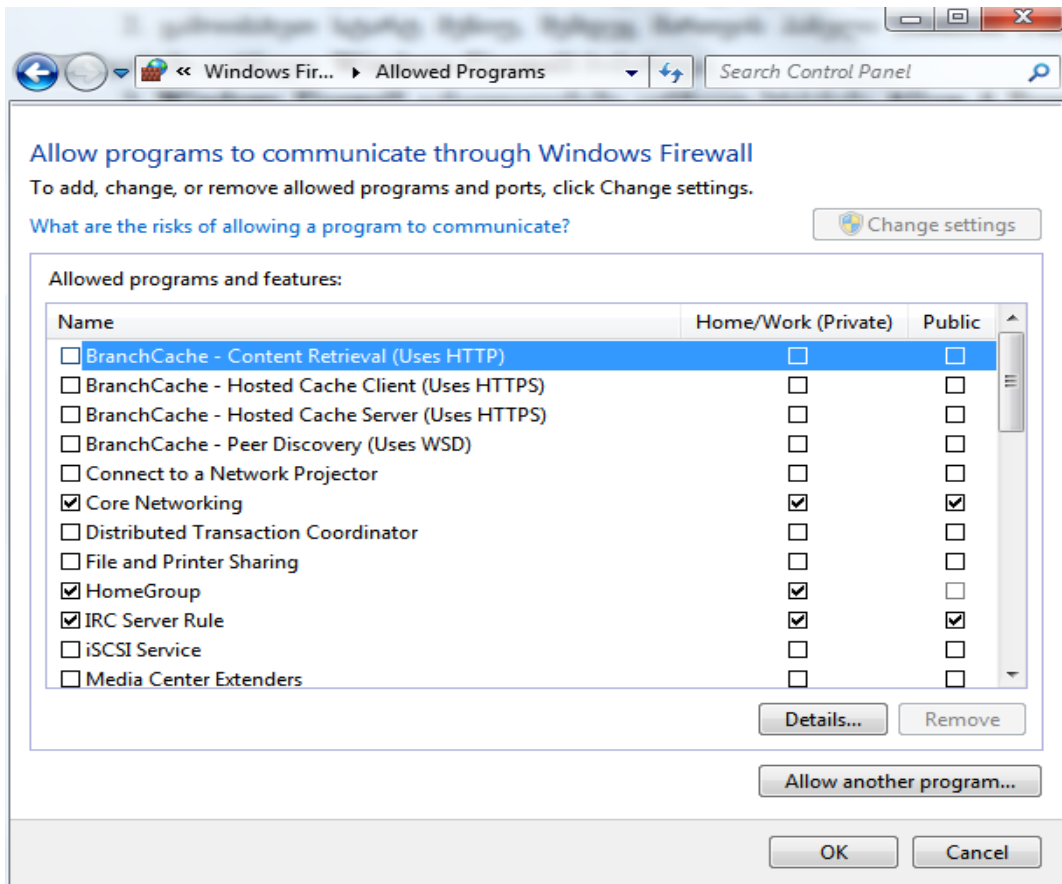 « Windows Fir... ▸ Allowed Programs
Search Control Panel
Allow programs to communicate through Windows Firewall
To add, change, or remove allowed programs and ports, click Change settings.
What are the risks of allowing a program to communicate?
Change settings
Allowed programs and features:
Name Home/Work (Private) Public
BranchCache - Content Retrieval (Uses HTTP)
BranchCache - Hosted Cache Client (Uses HTTPS)
BranchCache - Hosted Cache Server (Uses HTTPS)
BranchCache - Peer Discovery (Uses WSD)
Connect to a Network Projector
Core Networking
Distributed Transaction Coordinator
File and Printer Sharing
HomeGroup
IRC Server Rule
iSCSI Service
Media Center Extenders
Details... Remove
Allow another program...
OK Cancel